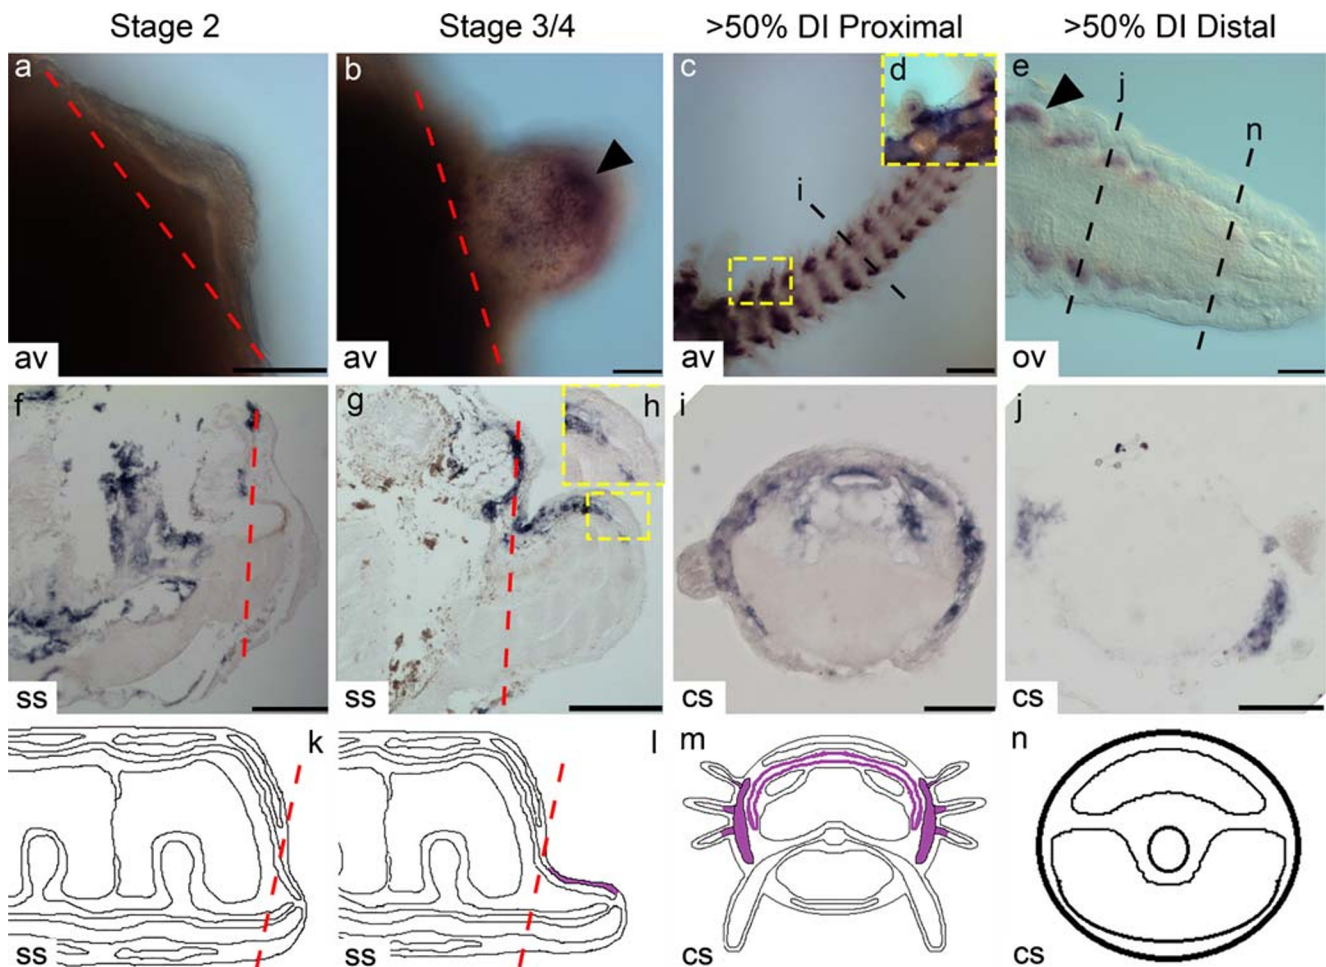 Stage 2 Stage 3/4 >50% DI Proximal >50% DI Distal
a b c d e
i j n
av av av ov
f g h i j
ss ss cs cs
k l m n
ss ss cs cs